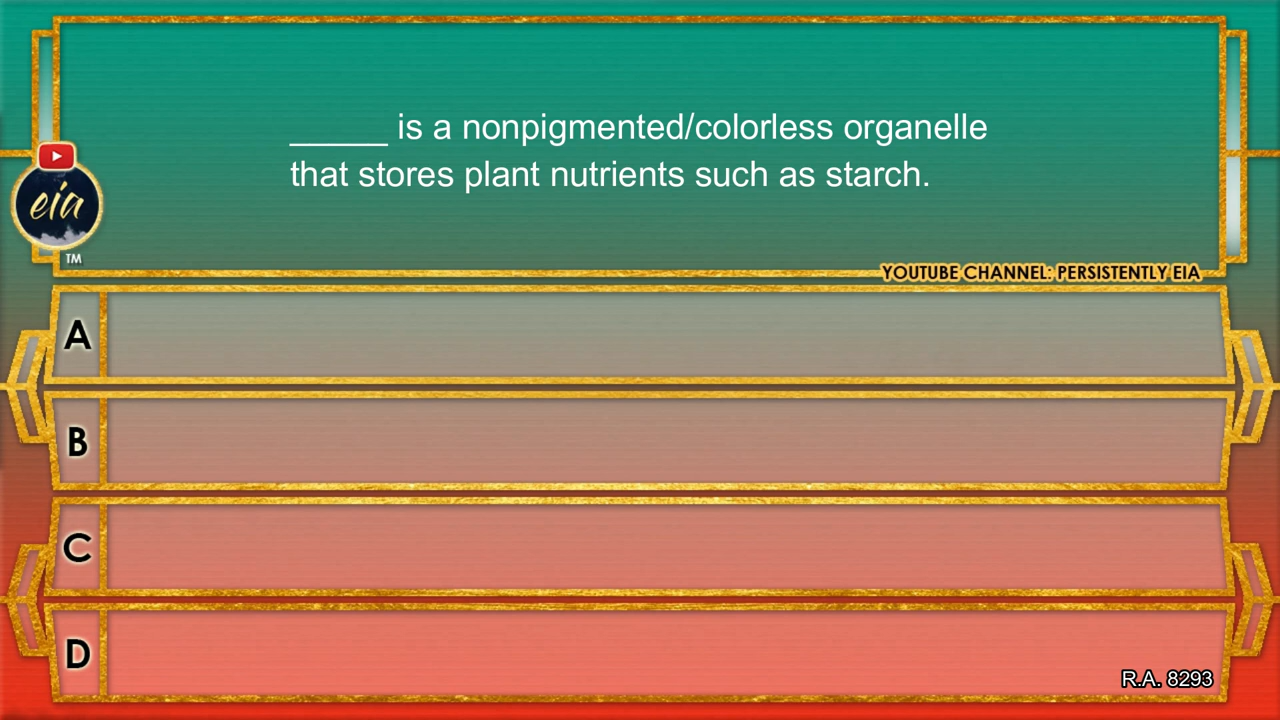 _____ is a nonpigmented/colorless organelle
that stores plant nutrients such as starch.
eia
TM
YOUTUBE CHANNEL: PERSISTENTLY EIA
A
B
C
D
R.A. 8293